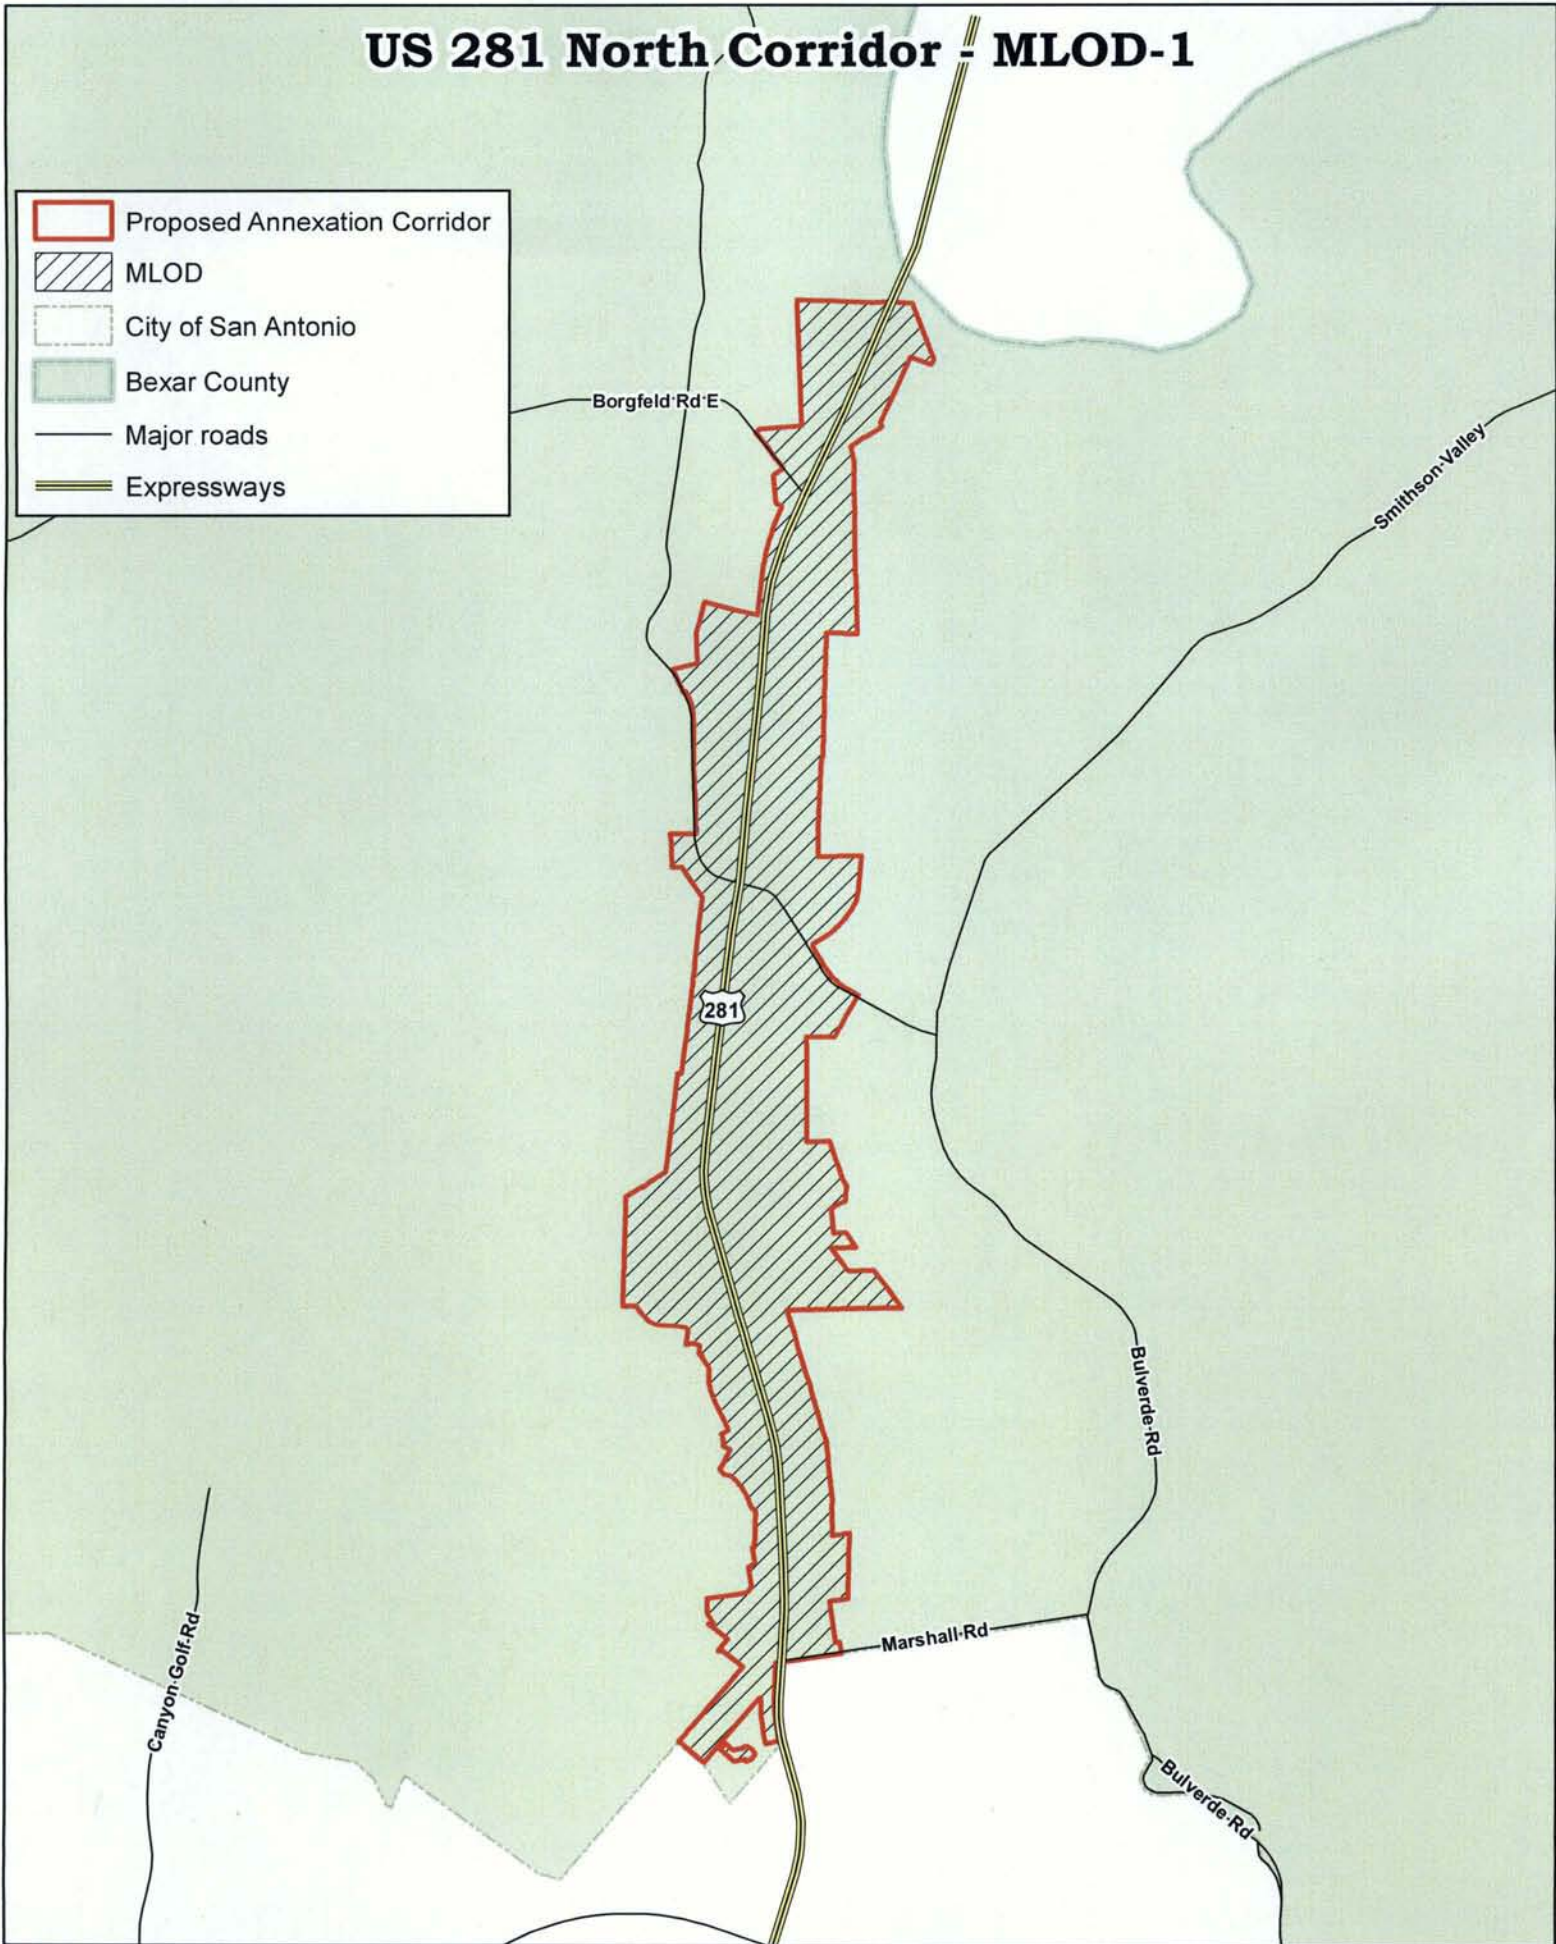 US 281 North Corridor - MLOD-1
Proposed Annexation Corridor
MLOD
City of San Antonio
Bexar County
Major roads
Expressways
Borgfeld Rd E
Smithson-Valley
281
Bulverde-Rd
Marshall-Rd
Canyon-Golf-Rd
Bulverde-Rd